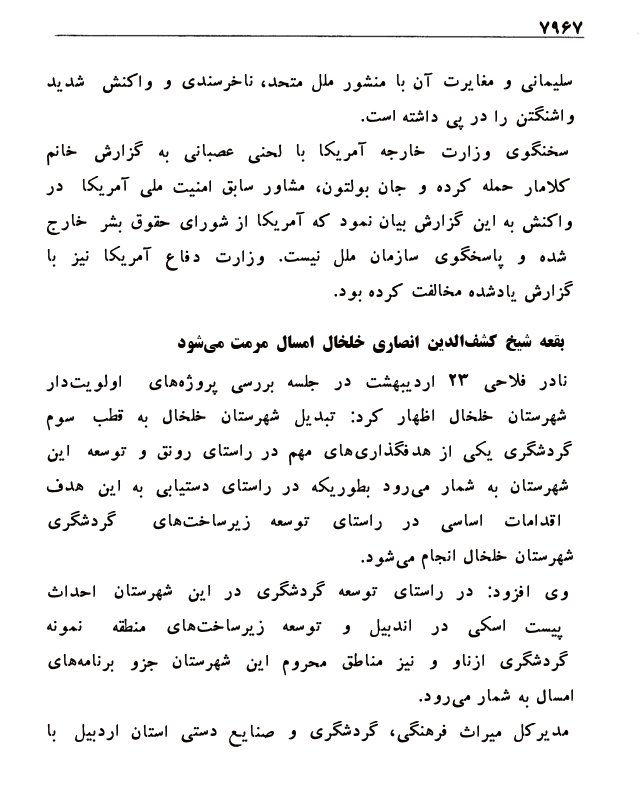 ۷۹۶۷
سلیمانی و مغایرت آن با منشور ملل متحد، ناخرسندی و واکنش شدید
واشنگتن را در پی داشته است.
سخنگوی وزارت خارجه آمریکا با لحنی عصبانی به گزارش خانم
کلامار حمله کرده و جان بولتون، مشاور سابق امنیت ملی آمریکا در
واکنش به این گزارش بیان نمود که آمریکا از شورای حقوق بشر خارج
شده و پاسخگوی سازمان ملل نیست. وزارت دفاع آمریکا نیز با
گزارش یادشده مخالفت کرده بود.
بقعه شیخ کشف‌الدین انصاری خلخال امسال مرمت می‌شود
نادر فلاحی ۲۳ اردیبهشت در جلسه بررسی پروژه‌های اولویت‌دار
شهرستان خلخال اظهار کرد: تبدیل شهرستان خلخال به قطب سوم
گردشگری یکی از هدفگذاری‌های مهم در راستای رونق و توسعه این
شهرستان به شمار می‌رود بطوریکه در راستای دستیابی به این هدف
اقدامات اساسی در راستای توسعه زیرساخت‌های گردشگری
شهرستان خلخال انجام می‌شود.
وی افزود: در راستای توسعه گردشگری در این شهرستان احداث
پیست اسکی در اندبیل و توسعه زیرساخت‌های منطقه نمونه
گردشگری ازناو و نیز مناطق محروم این شهرستان جزو برنامه‌های
امسال به شمار می‌رود.
مدیرکل میراث فرهنگی، گردشگری و صنایع دستی استان اردبیل با